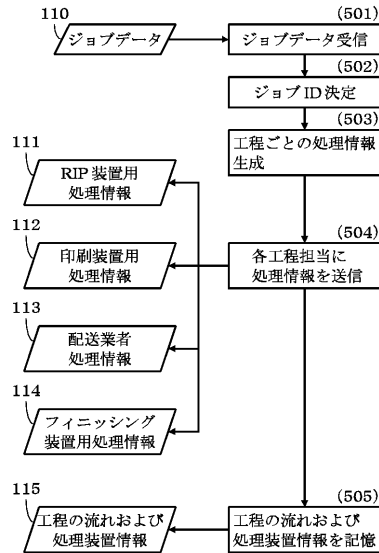 110
ジョブデータ
(501)
ジョブデータ受信
(502)
ジョブID決定
(503)
工程ごとの処理情報
生成
111
RIP装置用
処理情報
112
印刷装置用
処理情報
(504)
各工程担当に
処理情報を送信
113
配送業者
処理情報
114
フィニッシング
装置用処理情報
115
工程の流れおよび
処理装置情報
(505)
工程の流れおよび
処理装置情報を記憶